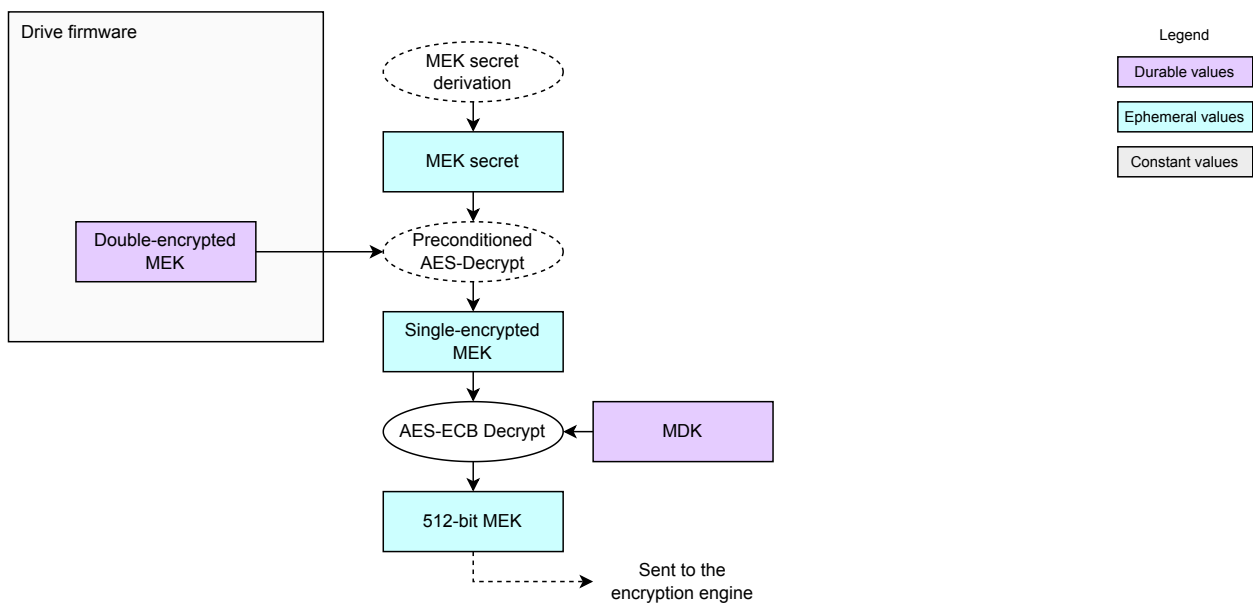 Drive firmware
MEK secret
derivation
MEK secret
Double-encrypted
MEK
Preconditioned
AES-Decrypt
Single-encrypted
MEK
AES-ECB Decrypt
MDK
512-bit MEK
Sent to the
encryption engine
Legend
Durable values
Ephemeral values
Constant values